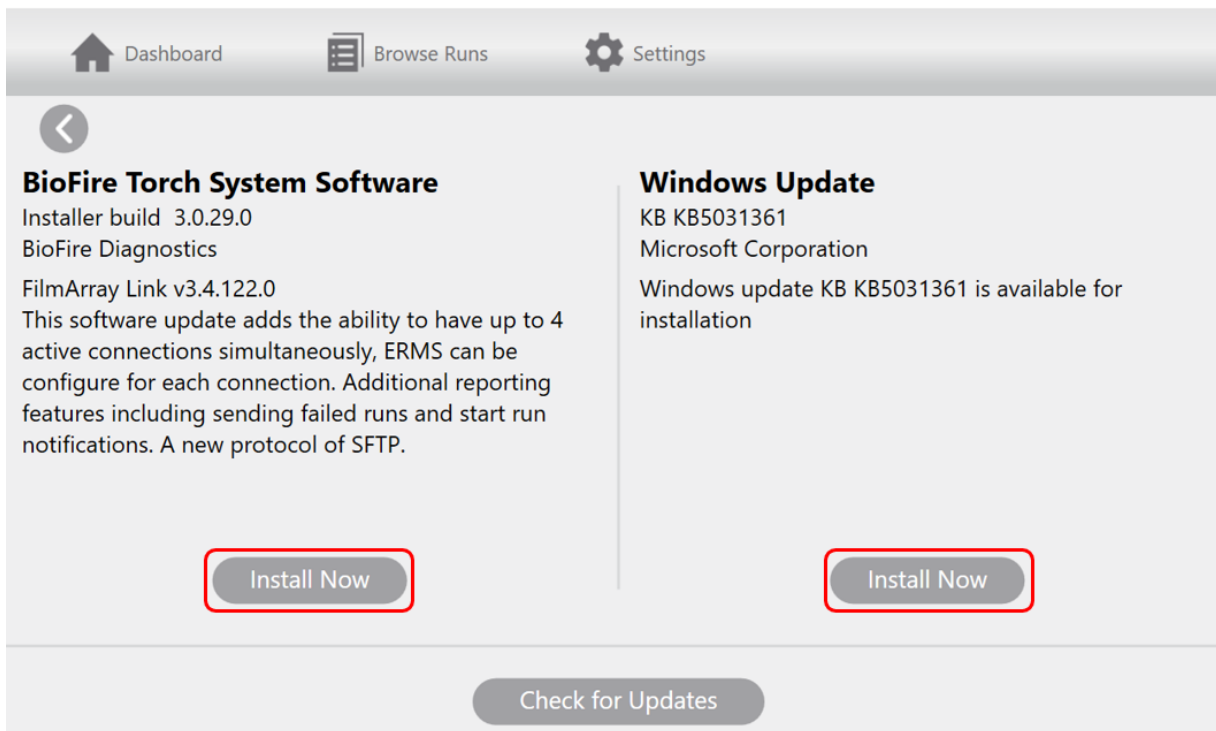 Dashboard
Browse Runs
Settings
BioFire Torch System Software
Installer build 3.0.29.0
BioFire Diagnostics
FilmArray Link v3.4.122.0
This software update adds the ability to have up to 4
active connections simultaneously, ERMS can be
configure for each connection. Additional reporting
features including sending failed runs and start run
notifications. A new protocol of SFTP.
Install Now
Windows Update
KB KB5031361
Microsoft Corporation
Windows update KB KB5031361 is available for
installation
Install Now
Check for Updates